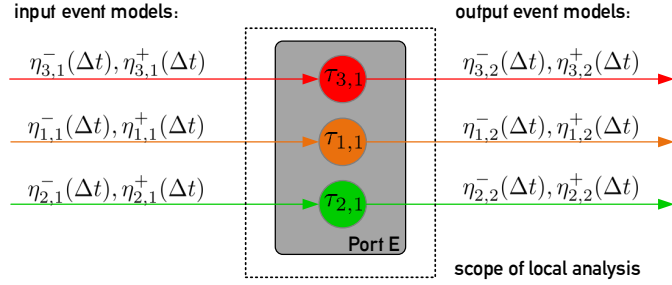 input event models: output event models:
η⁻₃,₁(Δt), η⁺₃,₁(Δt) τ₃,₁ η⁻₃,₂(Δt), η⁺₃,₂(Δt)
η⁻₁,₁(Δt), η⁺₁,₁(Δt) τ₁,₁ η⁻₁,₂(Δt), η⁺₁,₂(Δt)
η⁻₂,₁(Δt), η⁺₂,₁(Δt) τ₂,₁ η⁻₂,₂(Δt), η⁺₂,₂(Δt)
Port E
scope of local analysis